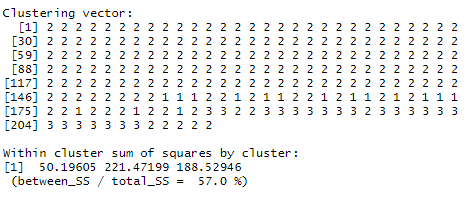 Clustering vector:
[1] 2 2 2 2 2 2 2 2 2 2 2 2 2 2 2 2 2 2 2 2 2 2 2 2 2 2 2 2 2
[30] 2 2 2 2 2 2 2 2 2 2 2 2 2 2 2 2 2 2 2 2 2 2 2 2 2 2 2 2 2
[59] 2 2 2 2 2 2 2 2 2 2 2 2 2 2 2 2 2 2 2 2 2 2 2 2 2 2 2 2 2
[88] 2 2 2 2 2 2 2 2 2 2 2 2 2 2 2 2 2 2 2 2 2 2 2 2 2 2 2 2 2
[117] 2 2 2 2 2 2 2 2 2 2 2 2 2 2 2 2 2 2 2 2 2 2 2 2 2 2 2 2 2
[146] 2 2 2 2 2 2 2 2 1 1 1 2 2 1 2 1 1 2 2 1 2 1 1 2 1 2 1 1 1
[175] 2 2 1 2 2 2 1 2 2 1 2 3 3 2 2 3 3 3 3 3 3 3 3 3 2 3 3 3 3
[204] 3 3 3 3 3 3 3 2 2 2 2 2
Within cluster sum of squares by cluster:
[1] 50.19605 221.47199 188.52946
(between_SS / total_SS = 57.0 %)